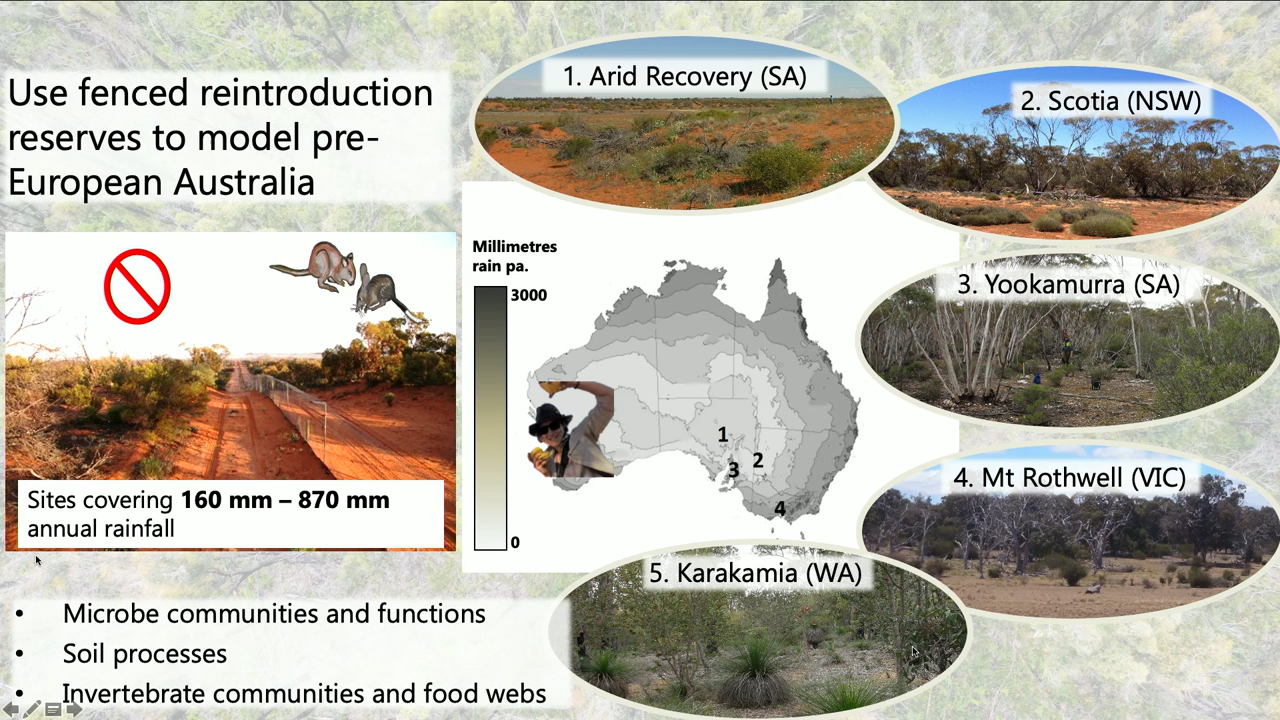 Use fenced reintroduction
reserves to model pre-
European Australia
1. Arid Recovery (SA)
2. Scotia (NSW)
3. Yookamurra (SA)
4. Mt Rothwell (VIC)
5. Karakamia (WA)
Millimetres
rain pa.
3000
0
1
2
3
4
Sites covering 160 mm – 870 mm
annual rainfall
• Microbe communities and functions
• Soil processes
• Invertebrate communities and food webs